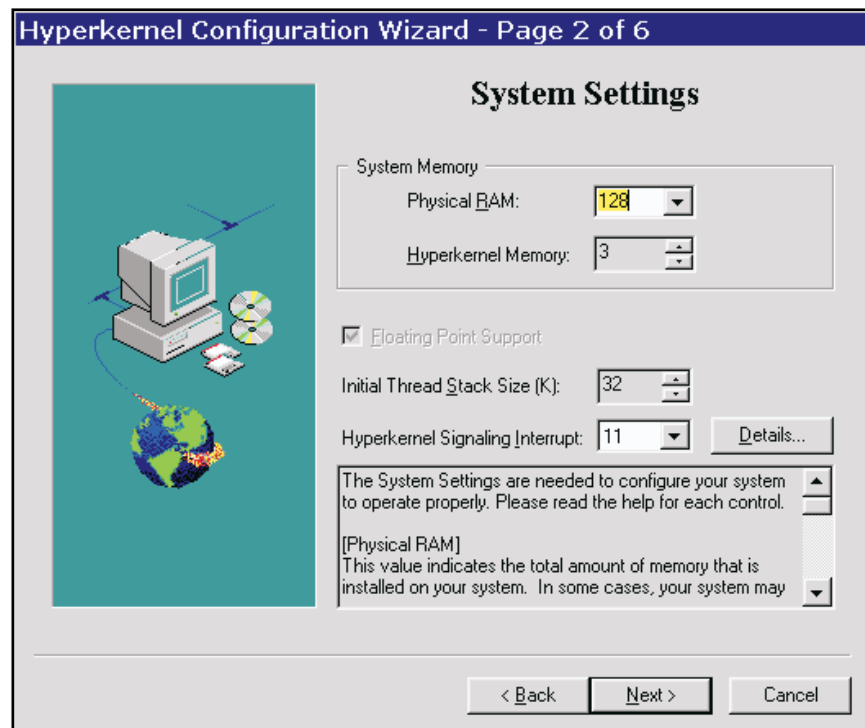 Hyperkernel Configuration Wizard - Page 2 of 6
System Settings
System Memory
Physical RAM: 128
Hyperkernel Memory: 3
Floating Point Support
Initial Thread Stack Size (K): 32
Hyperkernel Signaling Interrupt: 11 Details...
The System Settings are needed to configure your system
to operate properly. Please read the help for each control.
[Physical RAM]
This value indicates the total amount of memory that is
installed on your system. In some cases, your system may
< Back Next > Cancel